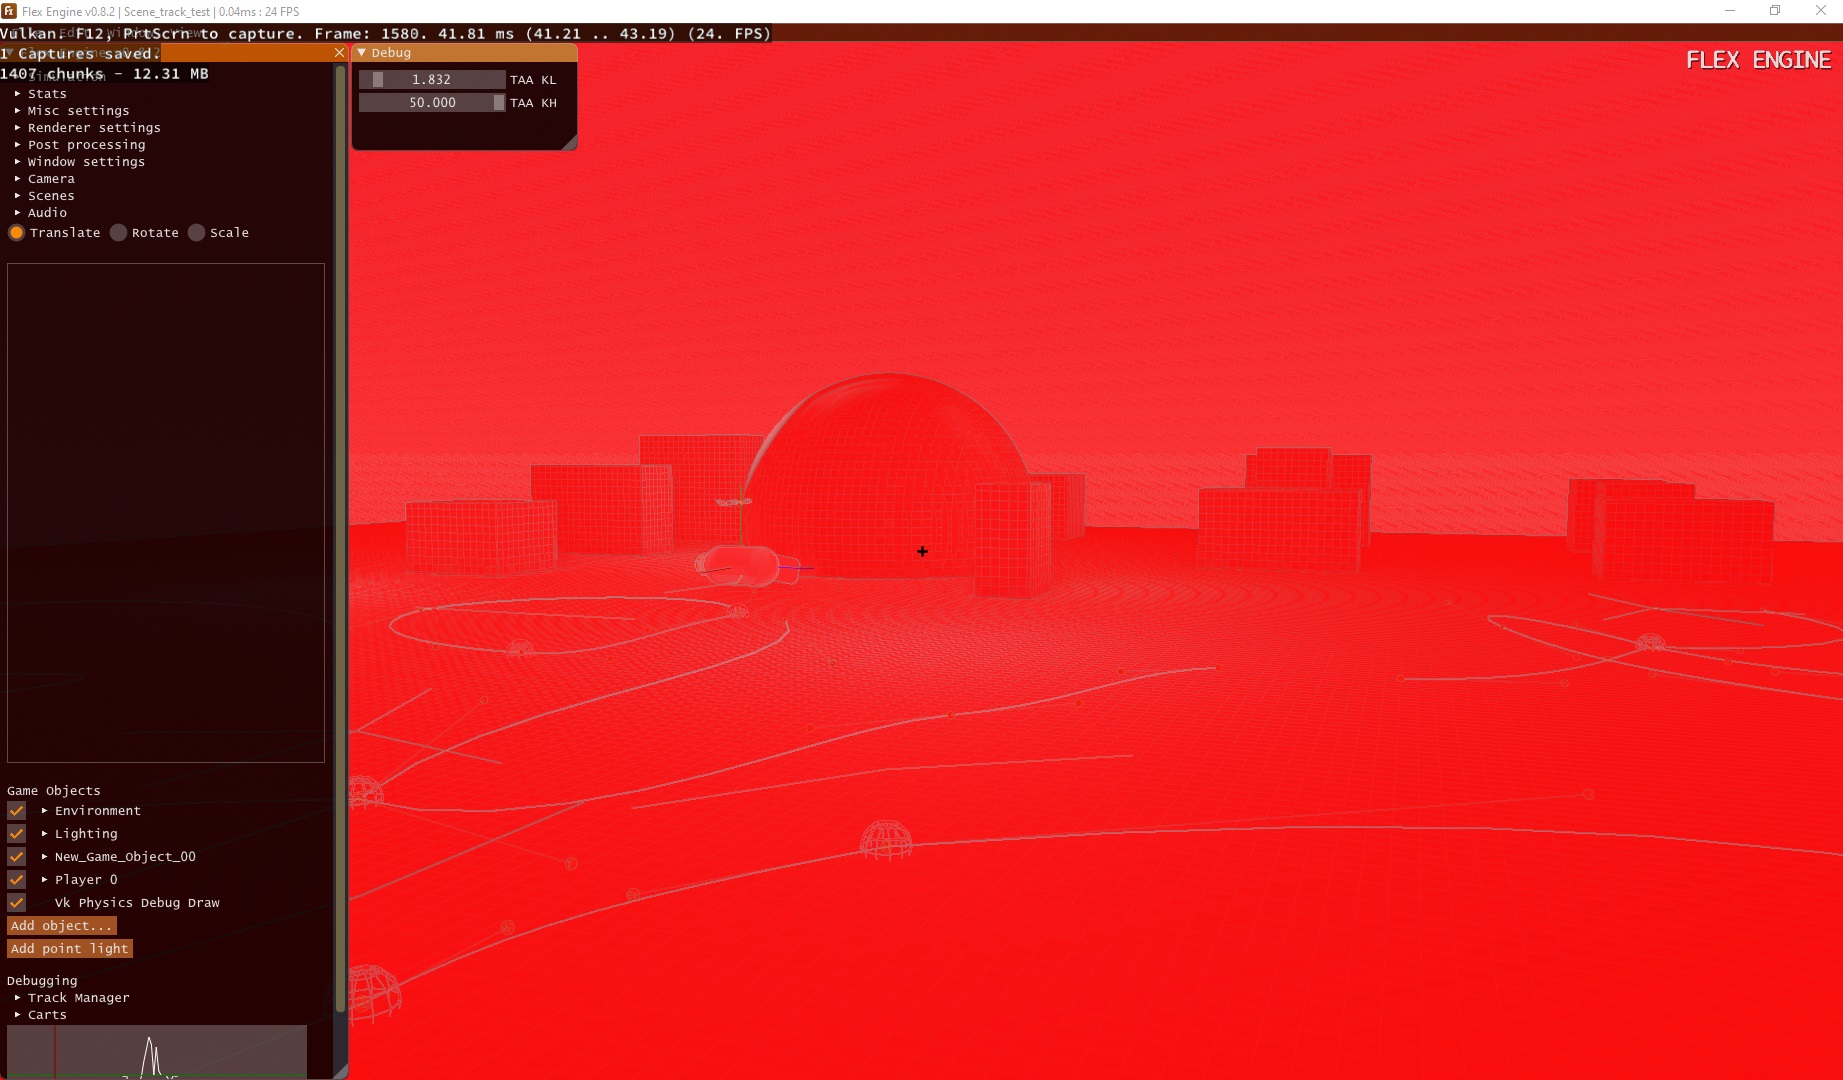 Flex Engine v0.8.2 | Scene_track_test | 0.04ms : 24 FPS
Vulkan. F12, PrtScrn to capture. Frame: 1580. 41.81 ms (41.21 .. 43.19) (24. FPS)
1 Captures saved.
1407 chunks - 12.31 MB
Debug
1.832 TAA KL
50.000 TAA KH
FLEX ENGINE
Stats
Misc settings
Renderer settings
Post processing
Window settings
Camera
Scenes
Audio
Translate Rotate Scale
Game Objects
Environment
Lighting
New_Game_Object_00
Player 0
Vk Physics Debug Draw
Add object...
Add point light
Debugging
Track Manager
Carts